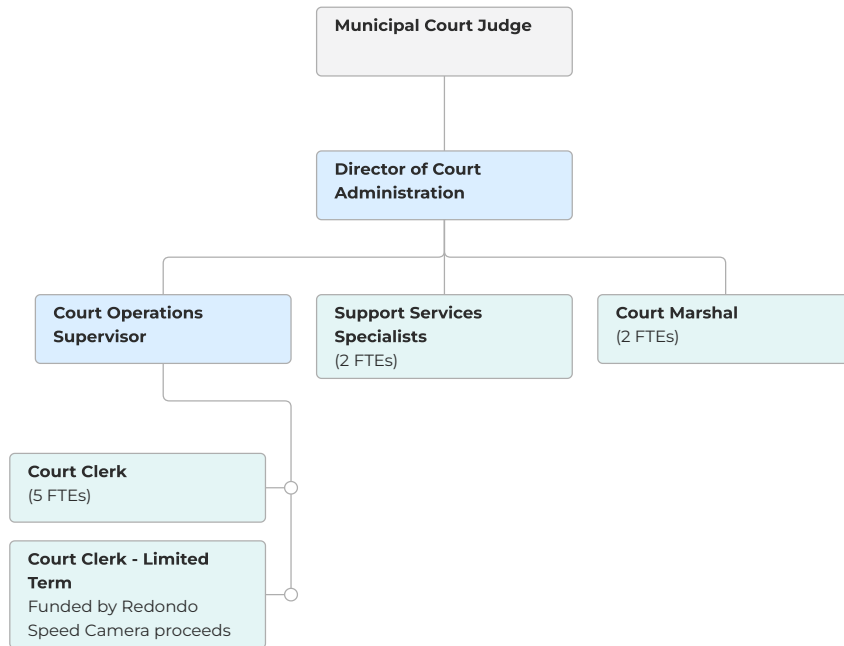 Municipal Court Judge
Director of Court
Administration
Court Operations
Supervisor
Support Services
Specialists
(2 FTEs)
Court Marshal
(2 FTEs)
Court Clerk
(5 FTEs)
Court Clerk - Limited
Term
Funded by Redondo
Speed Camera proceeds